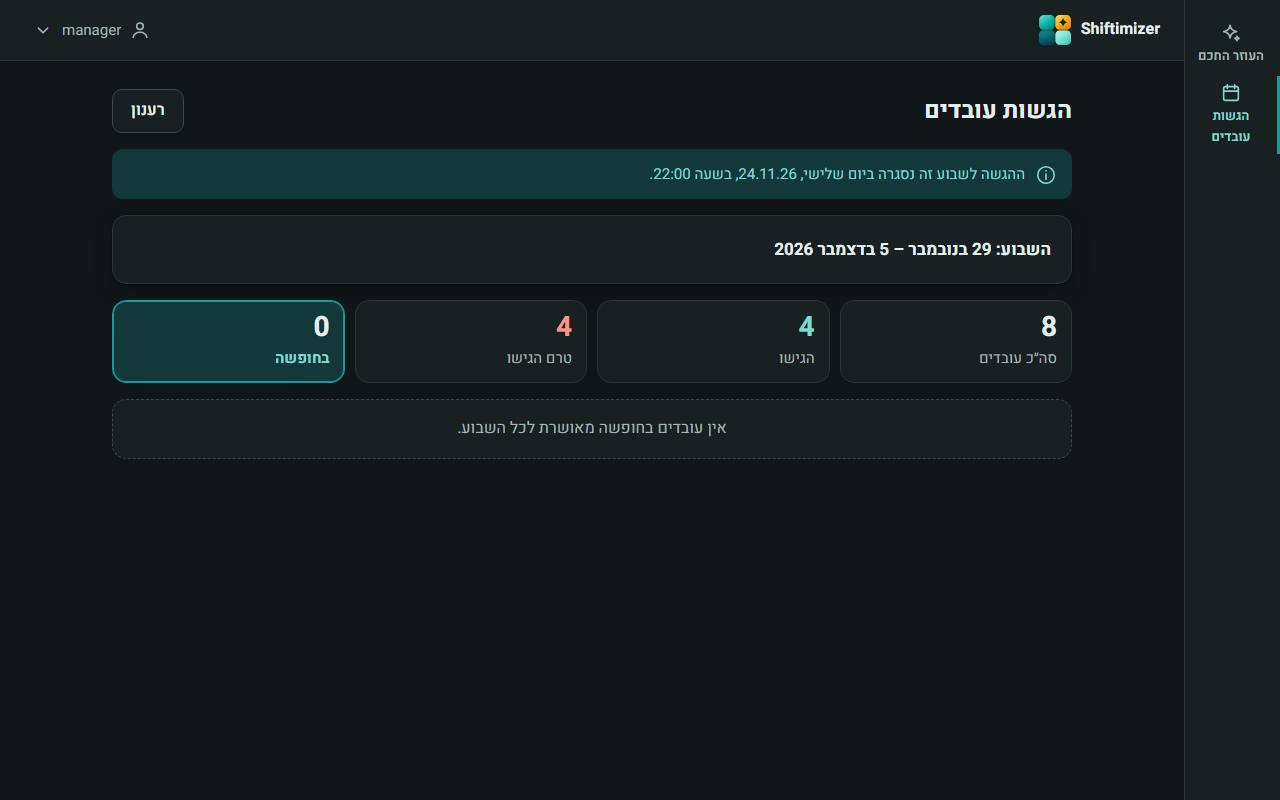 Shiftimizer
manager
העוזר החכם
הגשות
עובדים
הגשות עובדים
רענון
ההגשה לשבוע זה נסגרה ביום שלישי, 24.11.26, בשעה 22:00.
השבוע: 29 בנובמבר – 5 בדצמבר 2026
8
סה״כ עובדים
4
הגישו
4
טרם הגישו
0
בחופשה
אין עובדים בחופשה מאושרת לכל השבוע.